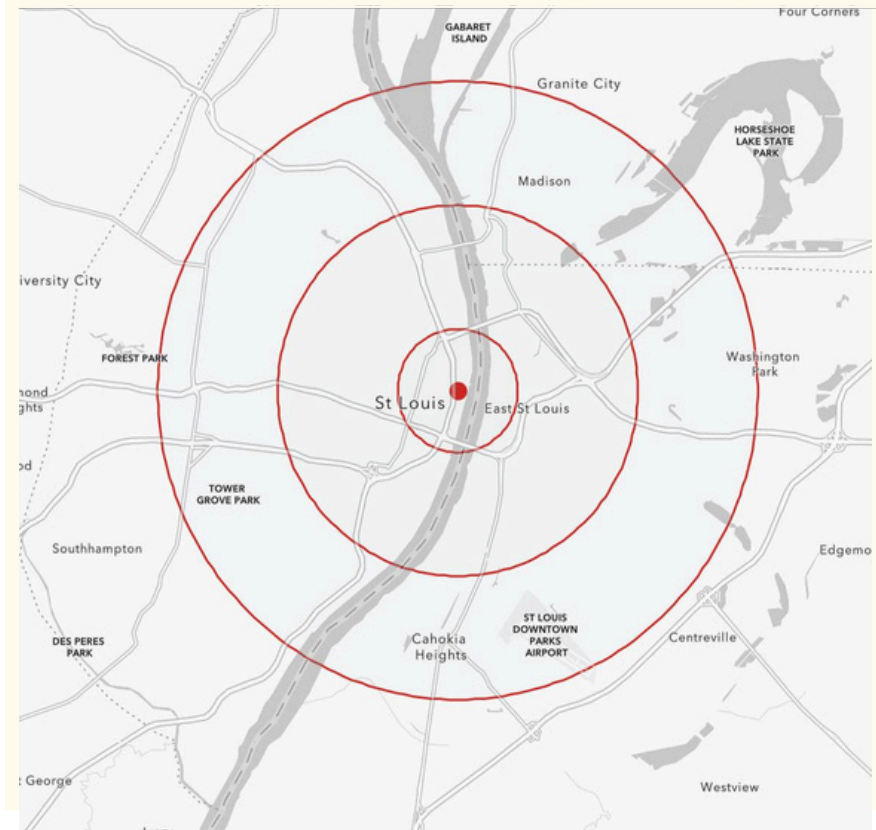 Four Corners
GABARET
ISLAND
Granite City
HORSESHOE
LAKE STATE
PARK
Madison
iversity City
FOREST PARK
Washington
Park
mond
ghts
St Louis
East St Louis
od
TOWER
GROVE PARK
Southhampton
Edgemo
ST LOUIS
DOWNTOWN
PARKS
AIRPORT
DES PERES
PARK
Cahokia
Heights
Centreville
George
Westview